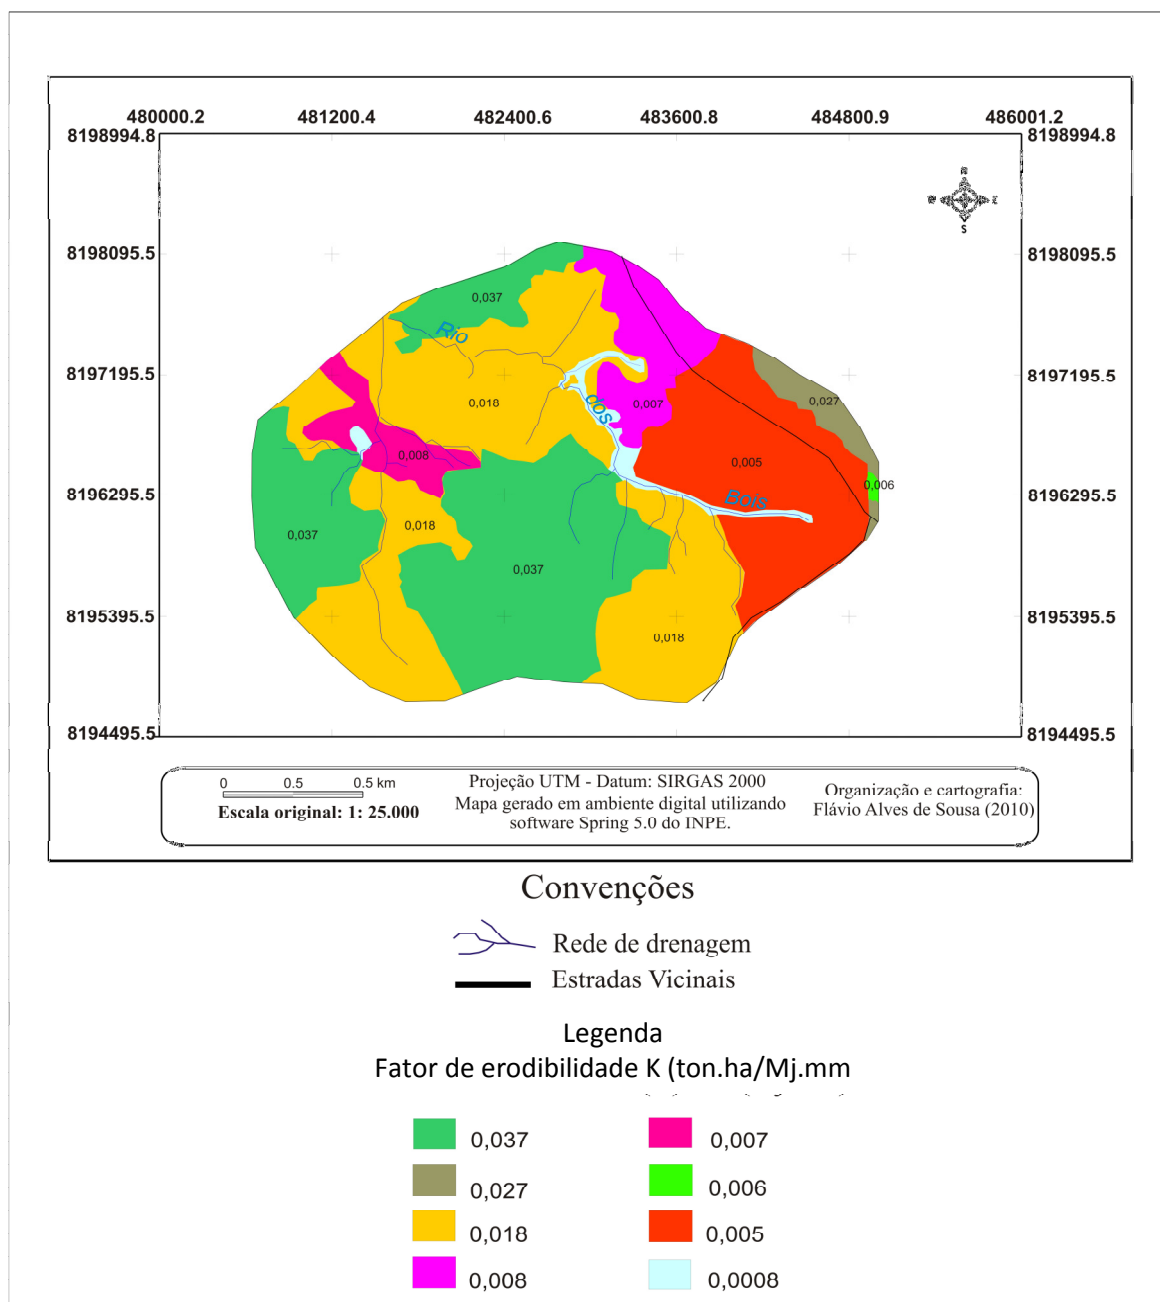 480000.2 481200.4 482400.6 483600.8 484800.9 486001.2
8198994.8 8198994.8
N
W E
S
8198095.5 8198095.5
0,037
Rio
8197195.5 8197195.5
0,018
dos
0,007
0,027
0,008
0,005
0,006
8196295.5 8196295.5
Bois
0,018
0,037
0,037
8195395.5 8195395.5
0,018
8194495.5 8194495.5
0 0.5 0.5 km
Escala original: 1: 25.000
Projeção UTM - Datum: SIRGAS 2000
Mapa gerado em ambiente digital utilizando
software Spring 5.0 do INPE.
Organização e cartografia:
Flávio Alves de Sousa (2010)
Convenções
Rede de drenagem
Estradas Vicinais
Legenda
Fator de erodibilidade K (ton.ha/Mj.mm
0,037 0,007
0,027 0,006
0,018 0,005
0,008 0,0008